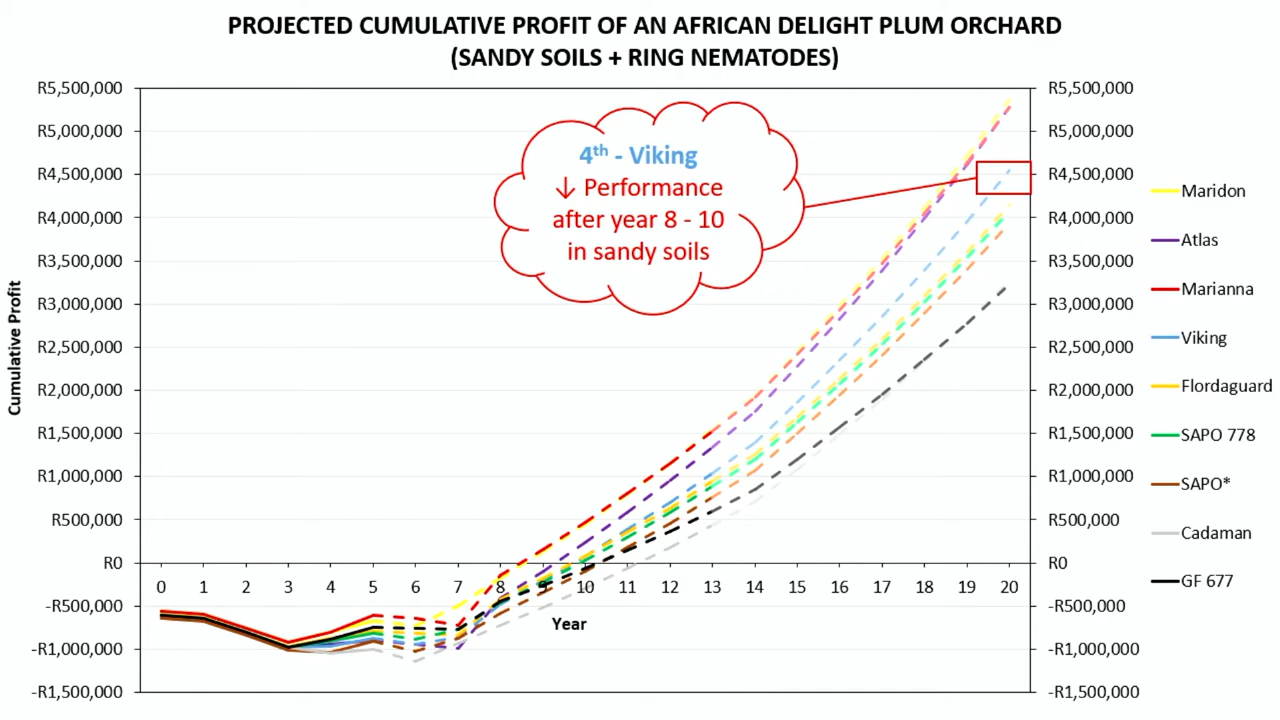 PROJECTED CUMULATIVE PROFIT OF AN AFRICAN DELIGHT PLUM ORCHARD
(SANDY SOILS + RING NEMATODES)
Cumulative Profit
R5,500,000
R5,000,000
R4,500,000
R4,000,000
R3,500,000
R3,000,000
R2,500,000
R2,000,000
R1,500,000
R1,000,000
R500,000
R0
-R500,000
-R1,000,000
-R1,500,000
4th - Viking
↓ Performance
after year 8 - 10
in sandy soils
0 1 2 3 4 5 6 7 8 9 10 11 12 13 14 15 16 17 18 19 20
Year
R5,500,000
R5,000,000
R4,500,000
R4,000,000
R3,500,000
R3,000,000
R2,500,000
R2,000,000
R1,500,000
R1,000,000
R500,000
R0
-R500,000
-R1,000,000
-R1,500,000
Maridon
Atlas
Marianna
Viking
Flordaguard
SAPO 778
SAPO*
Cadaman
GF 677